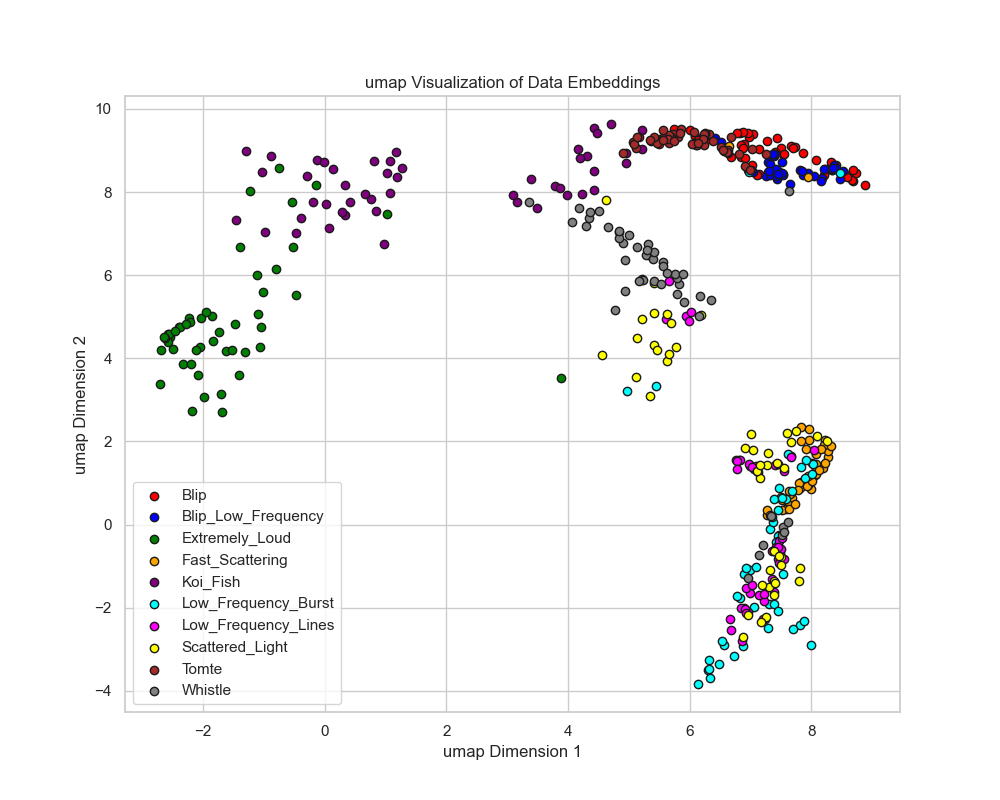 umap Visualization of Data Embeddings
10
8
6
4
2
0
−2
−4
umap Dimension 2
Blip
Blip_Low_Frequency
Extremely_Loud
Fast_Scattering
Koi_Fish
Low_Frequency_Burst
Low_Frequency_Lines
Scattered_Light
Tomte
Whistle
−2 0 2 4 6 8
umap Dimension 1